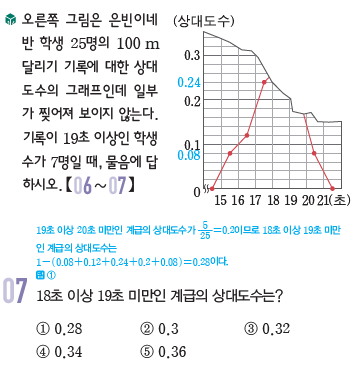 오른쪽 그림은 은빈이네
반 학생 25명의 100 m
달리기 기록에 대한 상대
도수의 그래프인데 일부
가 찢어져 보이지 않는다.
기록이 19초 이상인 학생
수가 7명일 때, 물음에 답
하시오.【06~07】
(상대도수)
0.3
0.24
0.2
0.1
0.08
0
15 16 17 18 19 20 21(초)
19초 이상 20초 미만인 계급의 상대도수가 5/25=0.2이므로 18초 이상 19초 미만
인 계급의 상대도수는
1-(0.08+0.12+0.24+0.2+0.08)=0.28이다.
답 ①
07
18초 이상 19초 미만인 계급의 상대도수는?
① 0.28 ② 0.3 ③ 0.32
④ 0.34 ⑤ 0.36